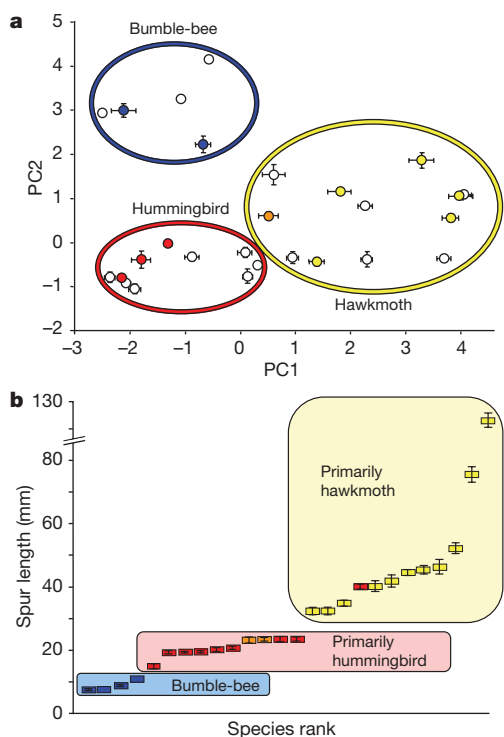 a
5
4
3
2
1
0
−1
−2
PC2
Bumble-bee
Hummingbird
Hawkmoth
−3
−2
−1
0
1
2
3
4
PC1
b
130
80
60
40
20
0
Spur length (mm)
Primarily
hawkmoth
Primarily
hummingbird
Bumble-bee
Species rank